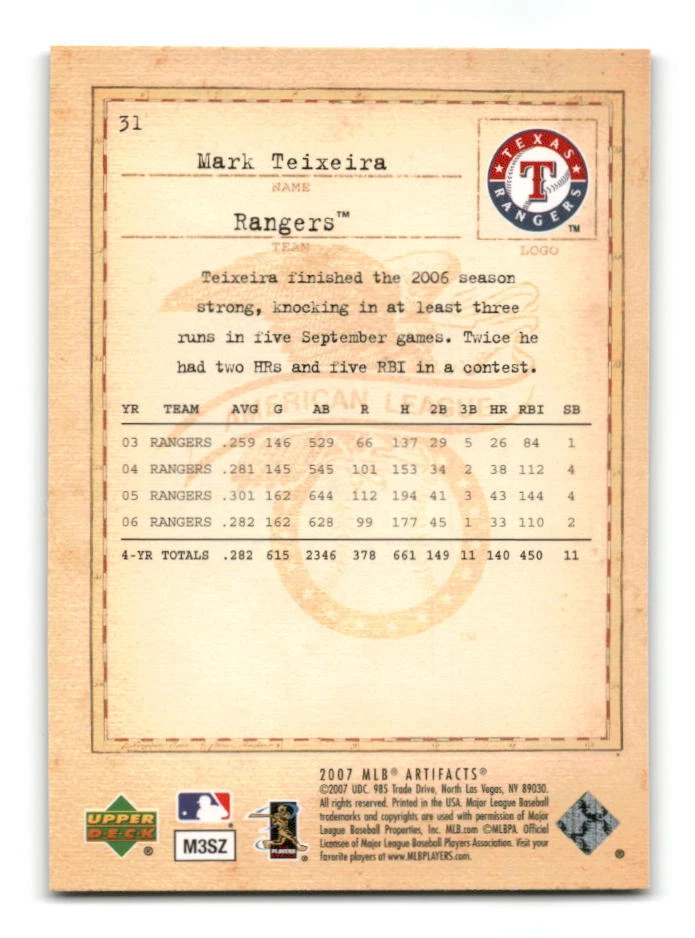 31
Mark Teixeira
NAME
Rangers™
TEAM
TEXAS
T
RANGERS
™
LOGO
Teixeira finished the 2006 season
strong, knocking in at least three
runs in five September games. Twice he
had two HRs and five RBI in a contest.
AMERICAN LEAGUE
YR TEAM AVG G AB R H 2B 3B HR RBI SB
03 RANGERS .259 146 529 66 137 29 5 26 84 1
04 RANGERS .281 145 545 101 153 34 2 38 112 4
05 RANGERS .301 162 644 112 194 41 3 43 144 4
06 RANGERS .282 162 628 99 177 45 1 33 110 2
4-YR TOTALS .282 615 2346 378 661 149 11 140 450 11
™
2007 MLB® ARTIFACTS®
©2007 UDC. 985 Trade Drive, North Las Vegas, NV 89030.
All rights reserved. Printed in the USA. Major League Baseball
trademarks and copyrights are used with permission of Major
League Baseball Properties, Inc. MLB.com ©MLBPA. Official
Licensee of Major League Baseball Players Association. Visit your
favorite players at www.MLBPLAYERS.com.
UPPER
DECK
®
®
M3SZ
PLAYERS
®
®